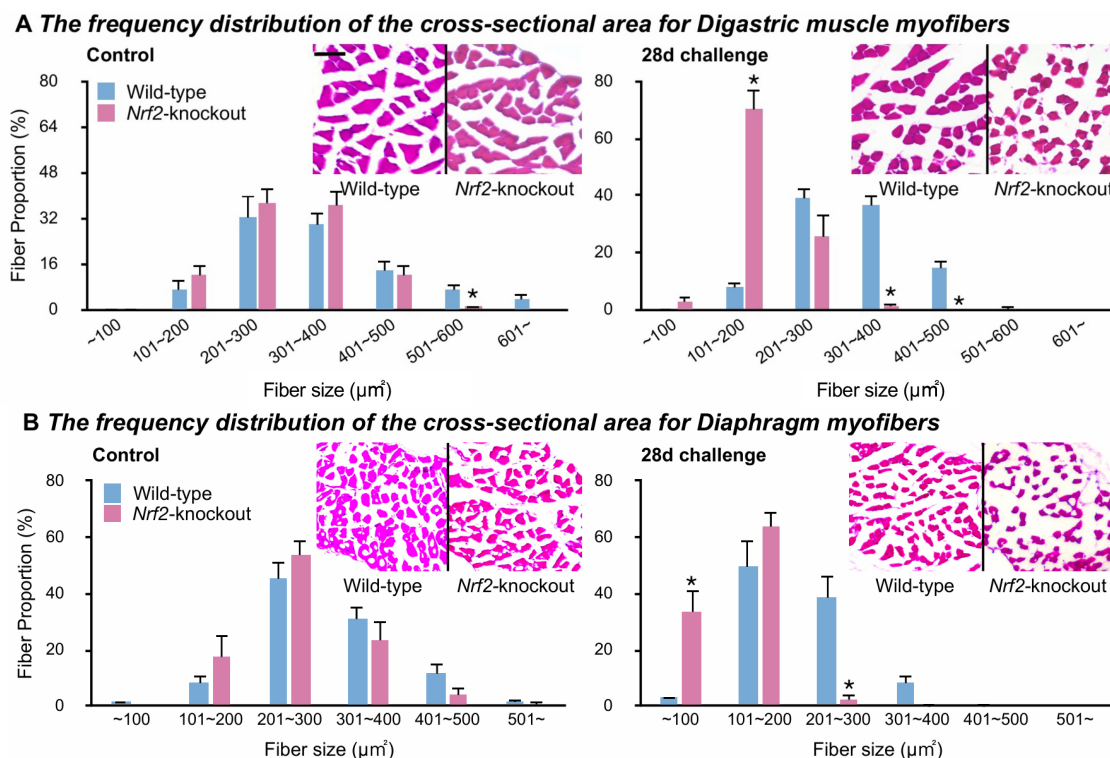 A The frequency distribution of the cross-sectional area for Digastric muscle myofibers
Control
80
64
48
32
16
0
Fiber Proportion (%)
Wild-type
Nrf2-knockout
Wild-type
Nrf2-knockout
*
~100
101~200
201~300
301~400
401~500
501~600
601~
Fiber size (µm²)
28d challenge
80
60
40
20
0
*
*
*
Wild-type
Nrf2-knockout
~100
101~200
201~300
301~400
401~500
501~600
601~
Fiber size (µm²)
B The frequency distribution of the cross-sectional area for Diaphragm myofibers
Control
80
60
40
20
0
Fiber Proportion (%)
Wild-type
Nrf2-knockout
Wild-type
Nrf2-knockout
~100
101~200
201~300
301~400
401~500
501~
Fiber size (µm²)
28d challenge
80
60
40
20
0
*
*
Wild-type
Nrf2-knockout
~100
101~200
201~300
301~400
401~500
501~
Fiber size (µm²)